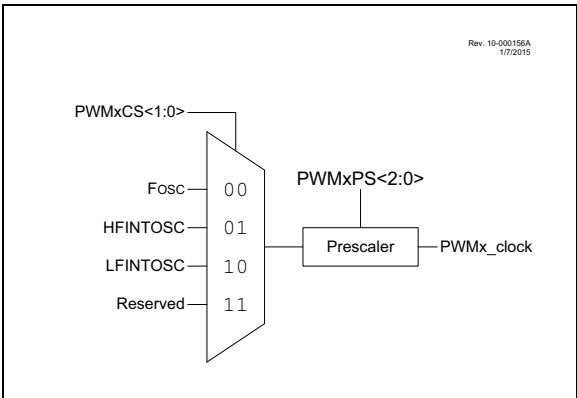 Rev. 10-000156A
1/7/2015
PWMxCS<1:0>
FOSC
00
PWMxPS<2:0>
HFINTOSC
01
Prescaler
PWMx_clock
LFINTOSC
10
Reserved
11